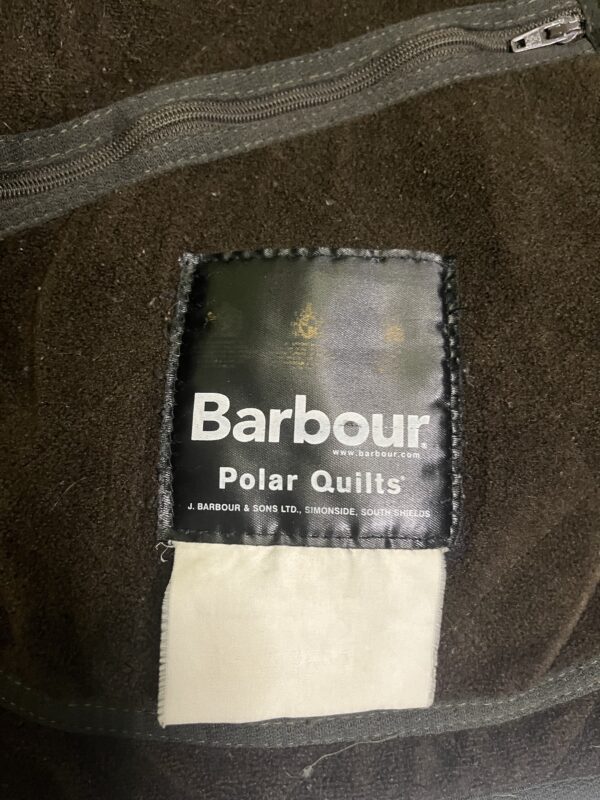 Barbour®
www.barbour.com
Polar Quilts®
J. BARBOUR & SONS LTD., SIMONSIDE, SOUTH SHIELDS